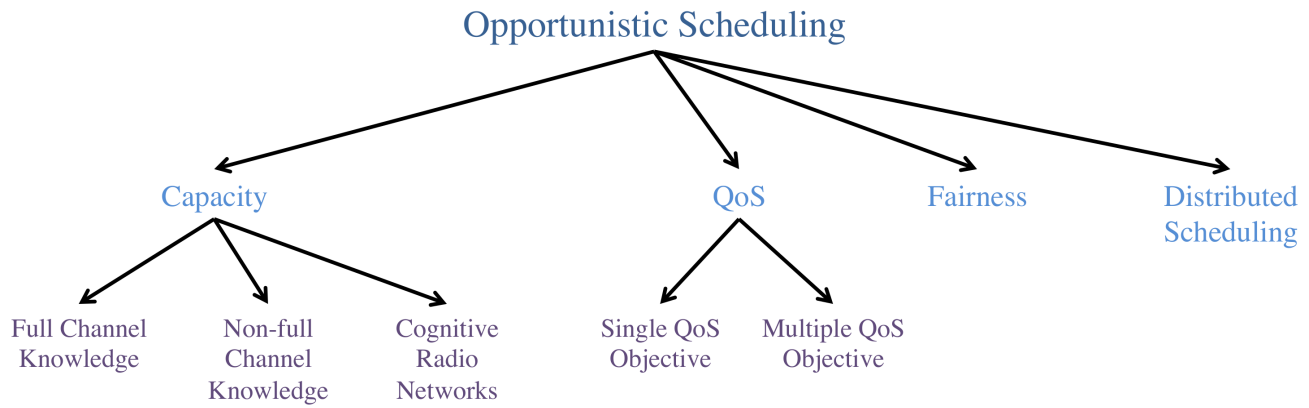 Opportunistic Scheduling
Capacity
QoS
Fairness
Distributed
Scheduling
Full Channel
Knowledge
Non-full
Channel
Knowledge
Cognitive
Radio
Networks
Single QoS
Objective
Multiple QoS
Objective